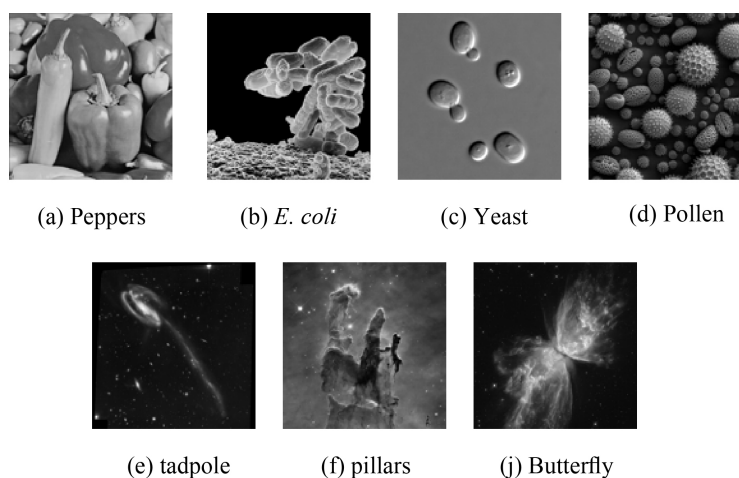 (a) Peppers
(b) E. coli
(c) Yeast
(d) Pollen
(e) tadpole
(f) pillars
(j) Butterfly